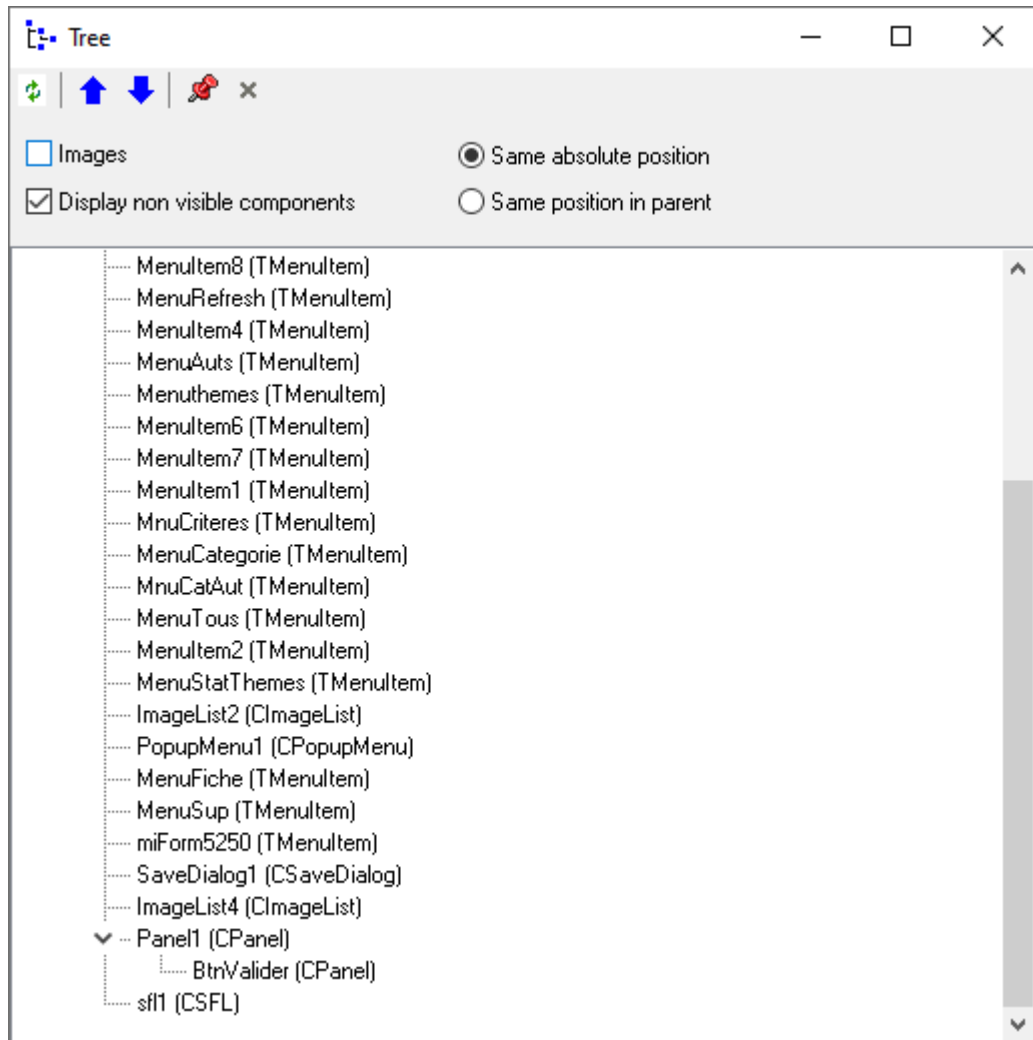 Tree
Images
Same absolute position
Display non visible components
Same position in parent
MenuItem8 (TMenuItem)
MenuRefresh (TMenuItem)
MenuItem4 (TMenuItem)
MenuAuts (TMenuItem)
Menuthemes (TMenuItem)
MenuItem6 (TMenuItem)
MenuItem7 (TMenuItem)
MenuItem1 (TMenuItem)
MnuCriteres (TMenuItem)
MenuCategorie (TMenuItem)
MnuCatAut (TMenuItem)
MenuTous (TMenuItem)
MenuItem2 (TMenuItem)
MenuStatThemes (TMenuItem)
ImageList2 (CImageList)
PopupMenu1 (CPopupMenu)
MenuFiche (TMenuItem)
MenuSup (TMenuItem)
miForm5250 (TMenuItem)
SaveDialog1 (CSaveDialog)
ImageList4 (CImageList)
Panel1 (CPanel)
BtnValider (CPanel)
sfl1 (CSFL)